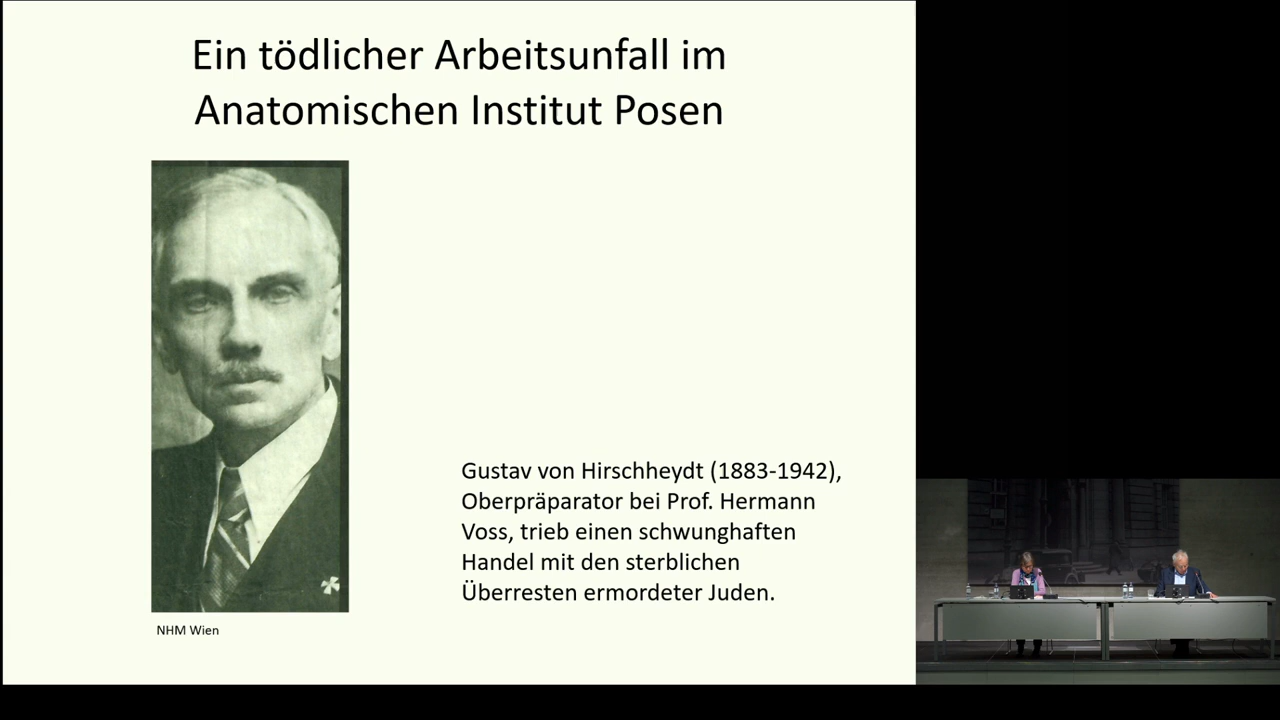 Ein tödlicher Arbeitsunfall im
Anatomischen Institut Posen
Gustav von Hirschheydt (1883-1942),
Oberpräparator bei Prof. Hermann
Voss, trieb einen schwunghaften
Handel mit den sterblichen
Überresten ermordeter Juden.
NHM Wien